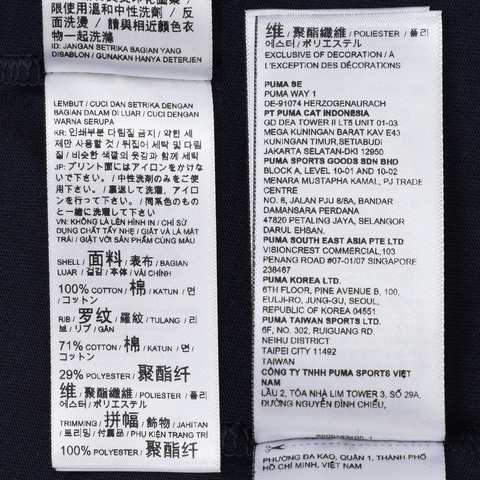 限使用溫和中性洗劑 / 反
面燙燙 / 請與相近顏色衣
物一起洗滌
ID: JANGAN SETRIKA BAGIAN YANG
DISABLON / GUNAKAN HANYA DETERJEN
LEMBUT / CUCI DAN SETRIKA DENGAN
BAGIAN DALAM DI LUAR / CUCI DENGAN
WARNA SERUPA
KR: 인쇄부분 다림질 금지 / 약한 세
제만 사용할 것 / 뒤집어 세탁 및 다림
질 / 비슷한 색깔의 옷감과 함께 세탁
JP: プリント面にはアイロンをかけな
いで下さい。/ 中性洗剤のみをご使
用下さい。/ 裏返して洗濯、アイロ
ンを行って下さい。/ 同系色のもの
と一緒に洗濯して下さい
VN: KHÔNG LÀ LÊN HÌNH IN / CHỈ SỬ
DỤNG CHẤT TẨY NHẸ / GIẶT VÀ LÀ MẶT
TRÁI / GIẶT VỚI SẢN PHẨM CÙNG MÀU
SHELL / 面料 / 表布 / BAGIAN
LUAR / 겉감 / 本体 / VẢI CHÍNH
100% COTTON / 棉 / KATUN / 면
/ コットン
RIB / 罗纹 / 羅紋 / TULANG / 리
브 / リブ / GÂN
71% COTTON / 棉 / KATUN / 면 /
コットン
29% POLYESTER / 聚酯纤
维 / 聚酯纖維 / POLIESTER / 폴리
에스터 / ポリエステル
TRIMMING / 拼幅 / 飾條 / JAHITAN
/ 트리밍 / 付属品 / PHỤ KIỆN TRANG TRÍ
100% POLYESTER / 聚酯纤
维 / 聚酯纖維 / POLIESTER / 폴리
에스터 / ポリエステル
EXCLUSIVE OF DECORATION / À
L'EXCEPTION DES DÉCORATIONS
PUMA SE
PUMA WAY 1
DE-91074 HERZOGENAURACH
PT PUMA CAT INDONESIA
GD DEA TOWER II LT5 UNIT 01-03
MEGA KUNINGAN BARAT KAV E43
KUNINGAN TIMUR, SETIABUDI
JAKARTA SELATAN-DKI 12950
PUMA SPORTS GOODS SDN BHD
BLOCK A, LEVEL 10-01 AND 10-02
MENARA MUSTAPHA KAMAL, PJ TRADE
CENTRE
NO. 8, JALAN PJU 8/8A, BANDAR
DAMANSARA PERDANA
47820 PETALING JAYA, SELANGOR
DARUL EHSAN.
PUMA SOUTH EAST ASIA PTE LTD
VISIONCREST COMMERCIAL, 103
PENANG ROAD #07-01/07 SINGAPORE
238467
PUMA KOREA LTD.
6TH FLOOR, PINE AVENUE B, 100,
EULJI-RO, JUNG-GU, SEOUL,
REPUBLIC OF KOREA 04551
PUMA TAIWAN SPORTS LTD.
6F, NO. 302, RUIGUANG RD.
NEIHU DISTRICT
TAIPEI CITY 11492
TAIWAN
CÔNG TY TNHH PUMA SPORTS VIỆT
NAM
LẦU 2, TÒA NHÀ LIM TOWER 3, SỐ 29A,
ĐƯỜNG NGUYỄN ĐÌNH CHIỂU,
PHƯỜNG ĐA KAO, QUẬN 1, THÀNH PHỐ
HỒ CHÍ MINH, VIỆT NAM